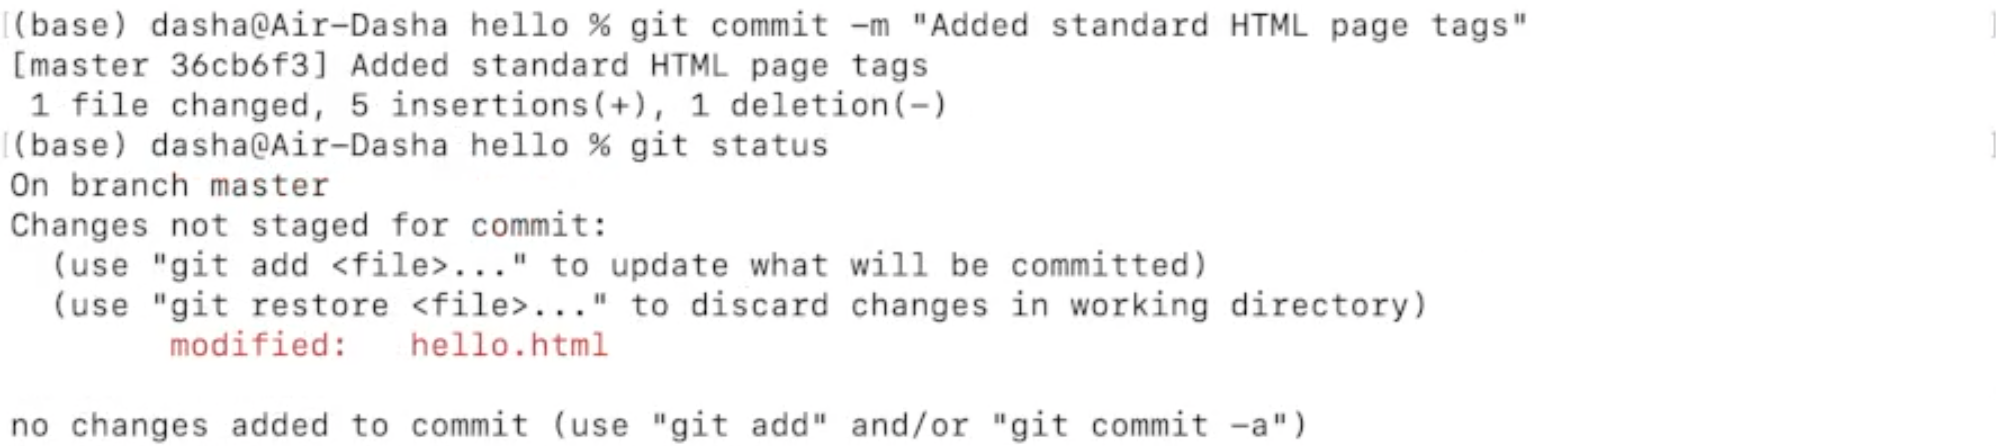 [(base) dasha@Air-Dasha hello % git commit -m "Added standard HTML page tags" ]
[master 36cb6f3] Added standard HTML page tags
 1 file changed, 5 insertions(+), 1 deletion(-)
[(base) dasha@Air-Dasha hello % git status ]
On branch master
Changes not staged for commit:
  (use "git add <file>..." to update what will be committed)
  (use "git restore <file>..." to discard changes in working directory)
        modified:   hello.html

no changes added to commit (use "git add" and/or "git commit -a")